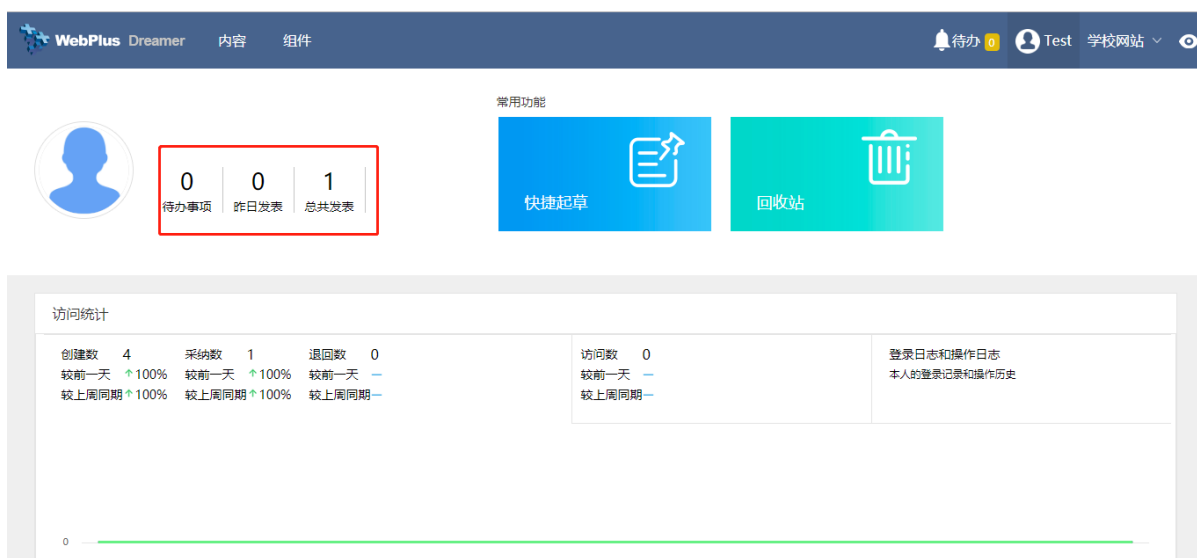 WebPlus Dreamer 内容 组件 待办 0 Test 学校网站
常用功能
0 0 1
待办事项 昨日发表 总共发表
快捷起草 回收站
访问统计
创建数 4 采纳数 1 退回数 0 访问数 0 登录日志和操作日志
较前一天 ↑100% 较前一天 ↑100% 较前一天 — 较前一天 — 本人的登录记录和操作历史
较上周同期↑100% 较上周同期↑100% 较上周同期— 较上周同期—
0